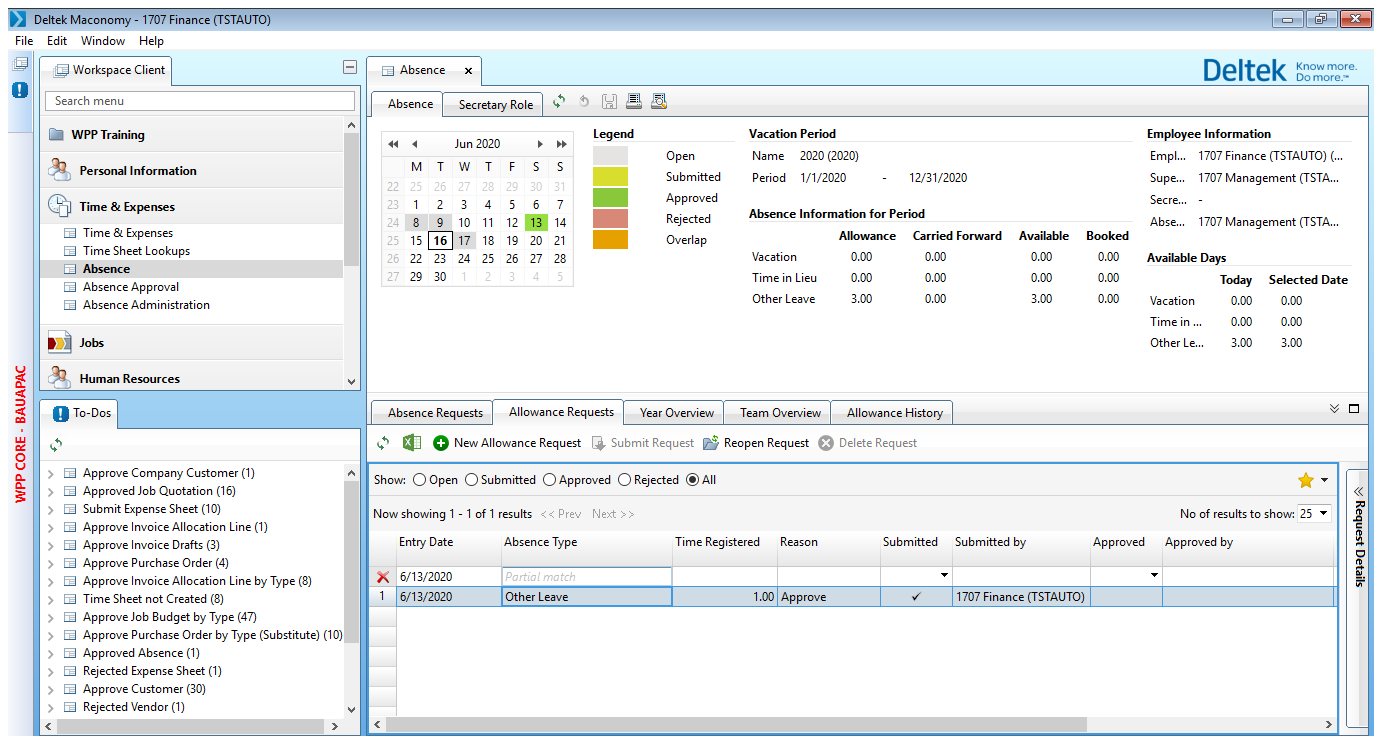 Deltek Maconomy - 1707 Finance (TSTAUTO)
File Edit Window Help
WPP CORE - BAUAPAC
Workspace Client
Search menu
WPP Training
Personal Information
Time & Expenses
Time & Expenses
Time Sheet Lookups
Absence
Absence Approval
Absence Administration
Jobs
Human Resources
To-Dos
Approve Company Customer (1)
Approved Job Quotation (16)
Submit Expense Sheet (10)
Approve Invoice Allocation Line (1)
Approve Invoice Drafts (3)
Approve Purchase Order (4)
Approve Invoice Allocation Line by Type (8)
Time Sheet not Created (8)
Approve Job Budget by Type (47)
Approve Purchase Order by Type (Substitute) (10)
Approved Absence (1)
Rejected Expense Sheet (1)
Approve Customer (30)
Rejected Vendor (1)
Absence x
Deltek Know more.
Do more.™
Absence Secretary Role
Jun 2020
M T W T F S S
22 25 26 27 28 29 30 31
23 1 2 3 4 5 6 7
24 8 9 10 11 12 13 14
25 15 16 17 18 19 20 21
26 22 23 24 25 26 27 28
27 29 30 1 2 3 4 5
Legend
Open
Submitted
Approved
Rejected
Overlap
Vacation Period
Name 2020 (2020)
Period 1/1/2020 - 12/31/2020
Absence Information for Period
Allowance Carried Forward Available Booked
Vacation 0.00 0.00 0.00 0.00
Time in Lieu 0.00 0.00 0.00 0.00
Other Leave 3.00 0.00 3.00 0.00
Employee Information
Empl... 1707 Finance (TSTAUTO) (...
Supe... 1707 Management (TSTA...
Secre... -
Abse... 1707 Management (TSTA...
Available Days
Today Selected Date
Vacation 0.00 0.00
Time in ... 0.00 0.00
Other Le... 3.00 3.00
Absence Requests Allowance Requests Year Overview Team Overview Allowance History
New Allowance Request Submit Request Reopen Request Delete Request
Show: Open Submitted Approved Rejected All
Now showing 1 - 1 of 1 results << Prev Next >> No of results to show: 25
Entry Date Absence Type Time Registered Reason Submitted Submitted by Approved Approved by
6/13/2020 Partial match
1 6/13/2020 Other Leave 1.00 Approve ✓ 1707 Finance (TSTAUTO)
Request Details